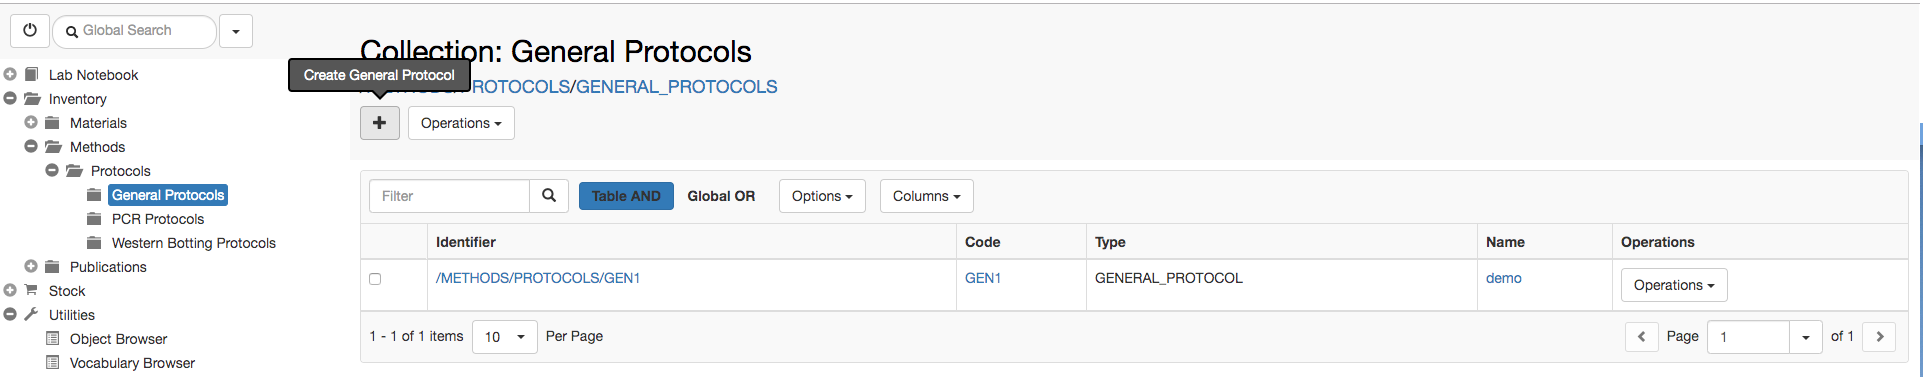 Global Search
Lab Notebook
Inventory
Materials
Methods
Protocols
General Protocols
PCR Protocols
Western Botting Protocols
Publications
Stock
Utilities
Object Browser
Vocabulary Browser
Collection: General Protocols
Create General Protocol
ROTOCOLS/GENERAL_PROTOCOLS
Operations
Filter Table AND Global OR Options Columns
Identifier Code Type Name Operations
/METHODS/PROTOCOLS/GEN1 GEN1 GENERAL_PROTOCOL demo Operations
1 - 1 of 1 items 10 Per Page Page 1 of 1